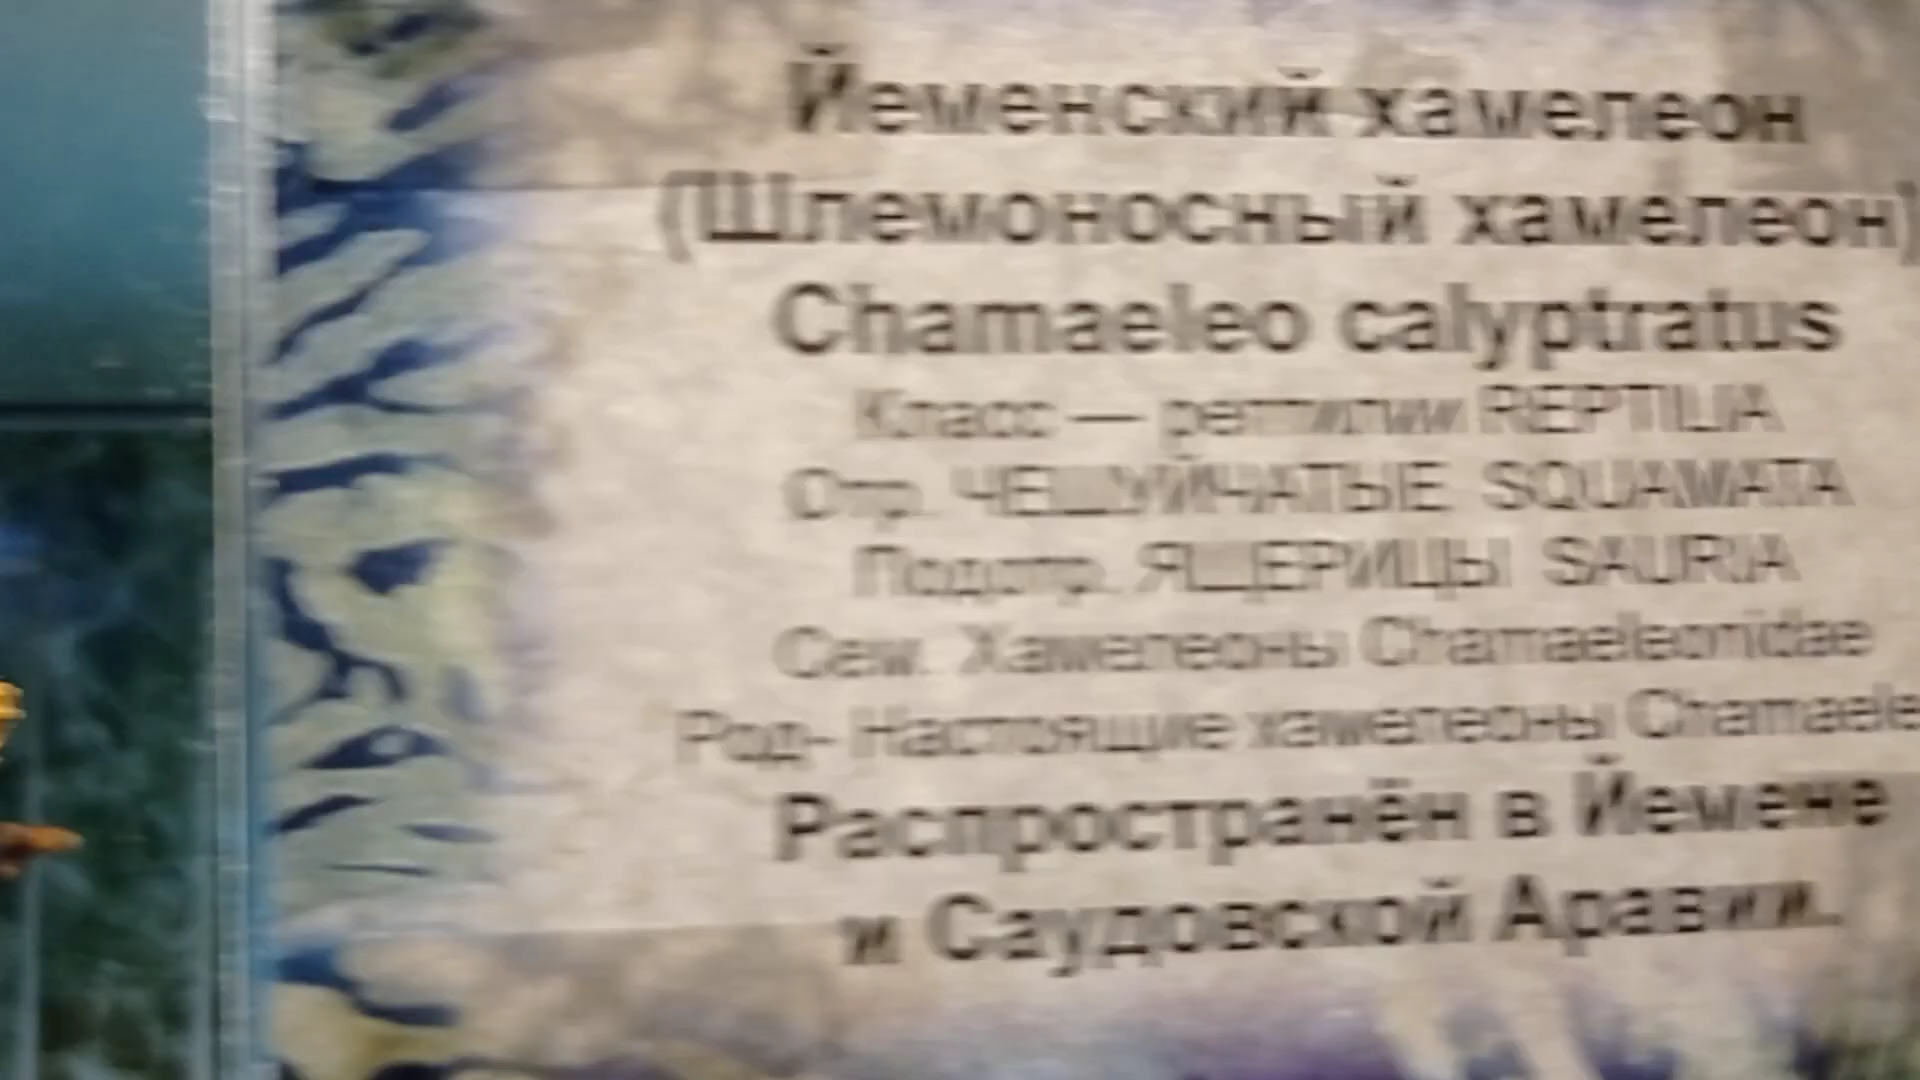 Йеменский хамелеон
(Шлемоносный хамелеон)
Chamaeleo calyptratus
Класс — рептилии REPTILIA
Отр. ЧЕШУЙЧАТЫЕ SQUAMATA
Подотр. ЯЩЕРИЦЫ SAURIA
Сем. Хамелеоны Chamaeleonidae
Род- Настоящие хамелеоны Chamaele
Распространён в Йемене
и Саудовской Аравии.